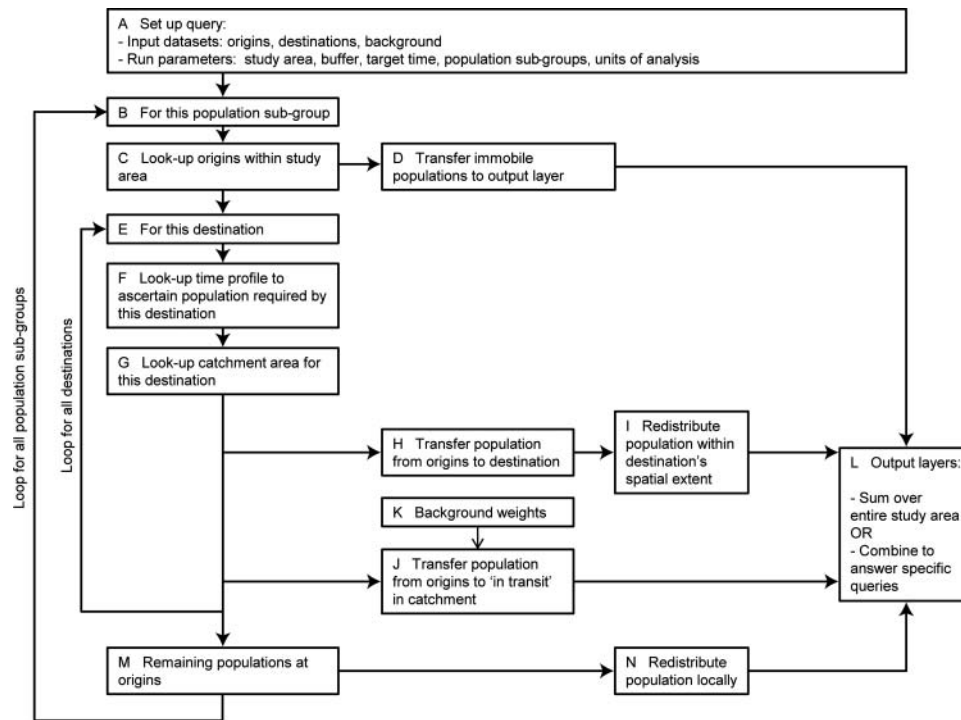 A Set up query:
- Input datasets: origins, destinations, background
- Run parameters: study area, buffer, target time, population sub-groups, units of analysis
B For this population sub-group
C Look-up origins within study
area
D Transfer immobile
populations to output layer
E For this destination
F Look-up time profile to
ascertain population required by
this destination
G Look-up catchment area for
this destination
Loop for all population sub-groups
Loop for all destinations
H Transfer population
from origins to destination
I Redistribute
population within
destination's
spatial extent
K Background weights
J Transfer population
from origins to 'in transit'
in catchment
L Output layers:
- Sum over
entire study area
OR
- Combine to
answer specific
queries
M Remaining populations at
origins
N Redistribute
population locally